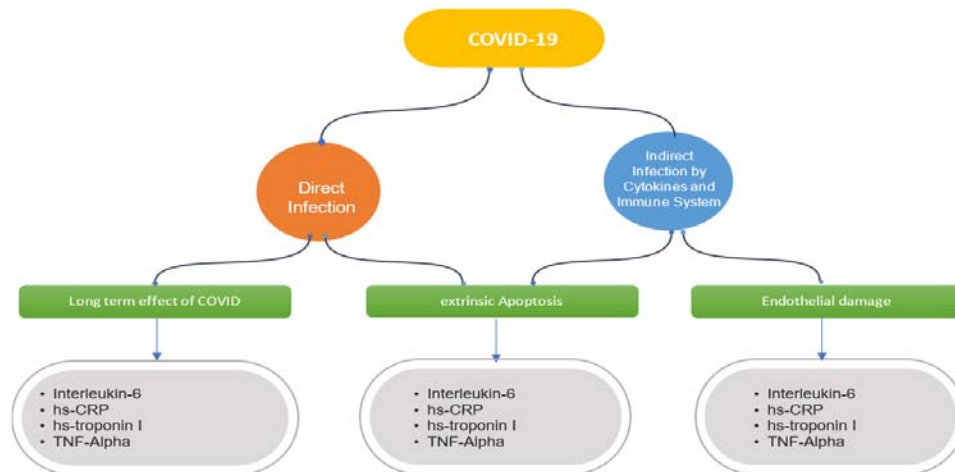 COVID-19
Direct
Infection
Indirect
Infection by
Cytokines and
Immune System
Long term effect of COVID
extrinsic Apoptosis
Endothelial damage
• Interleukin-6
• hs-CRP
• hs-troponin I
• TNF-Alpha
• Interleukin-6
• hs-CRP
• hs-troponin I
• TNF-Alpha
• Interleukin-6
• hs-CRP
• hs-troponin I
• TNF-Alpha